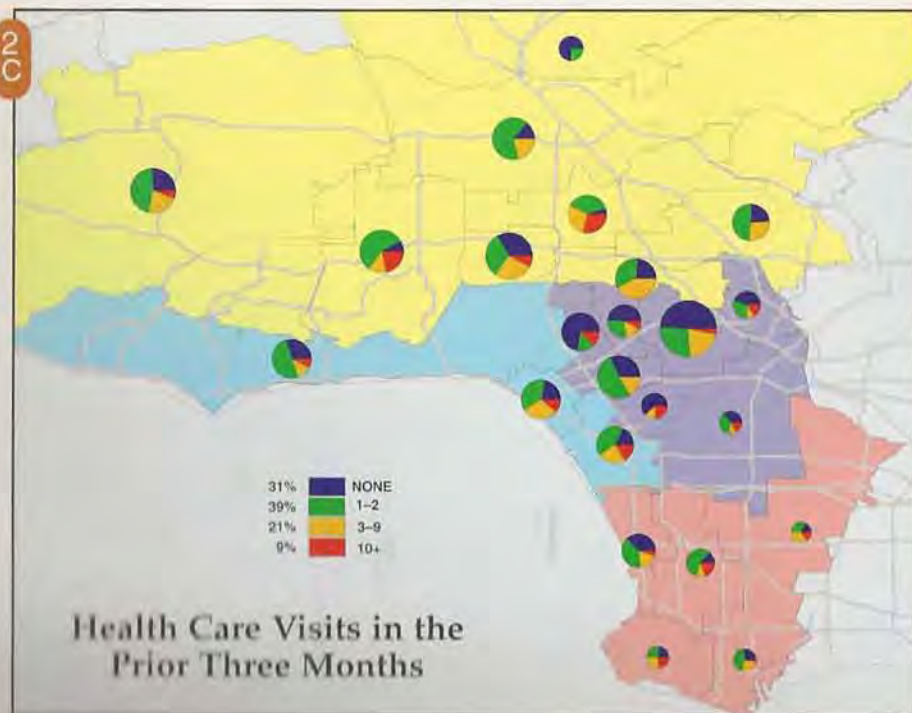 2
C
31% NONE
39% 1–2
21% 3–9
9% 10+
Health Care Visits in the
Prior Three Months